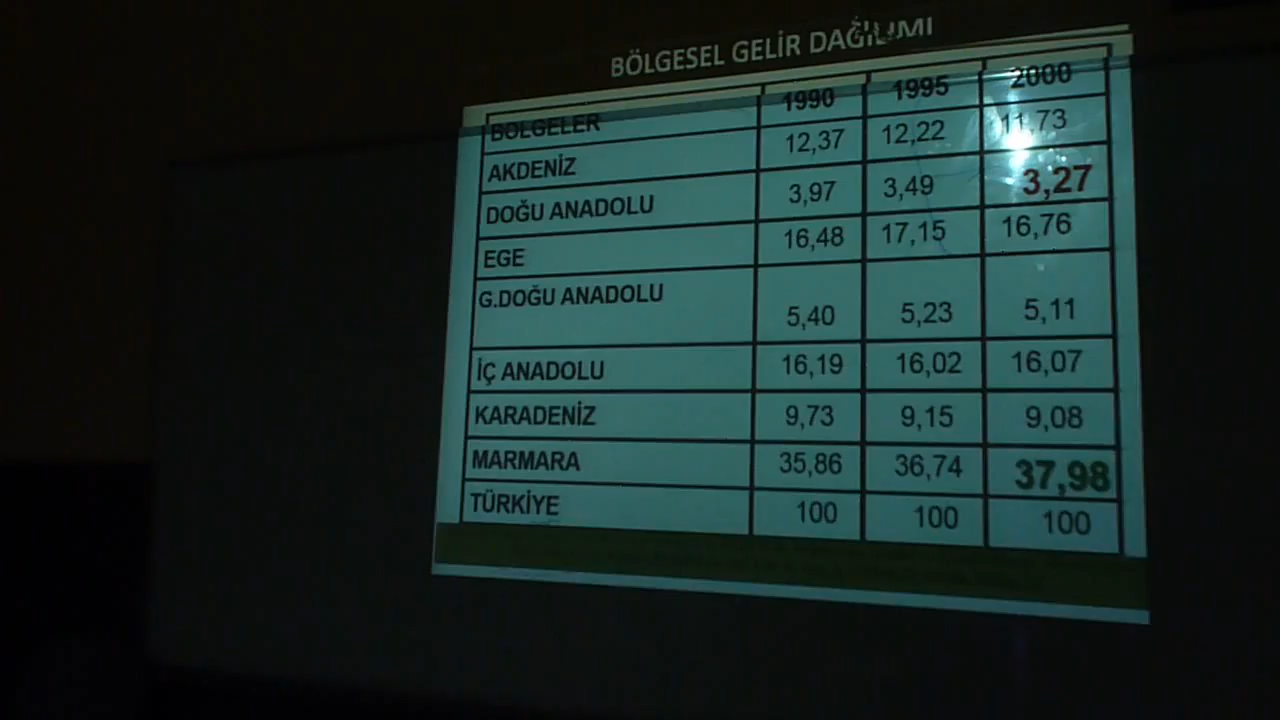 BÖLGESEL GELİR DAĞILIMI
BÖLGELER 1990 1995 2000
AKDENİZ 12,37 12,22 11,73
DOĞU ANADOLU 3,97 3,49 3,27
EGE 16,48 17,15 16,76
G.DOĞU ANADOLU 5,40 5,23 5,11
İÇ ANADOLU 16,19 16,02 16,07
KARADENİZ 9,73 9,15 9,08
MARMARA 35,86 36,74 37,98
TÜRKİYE 100 100 100